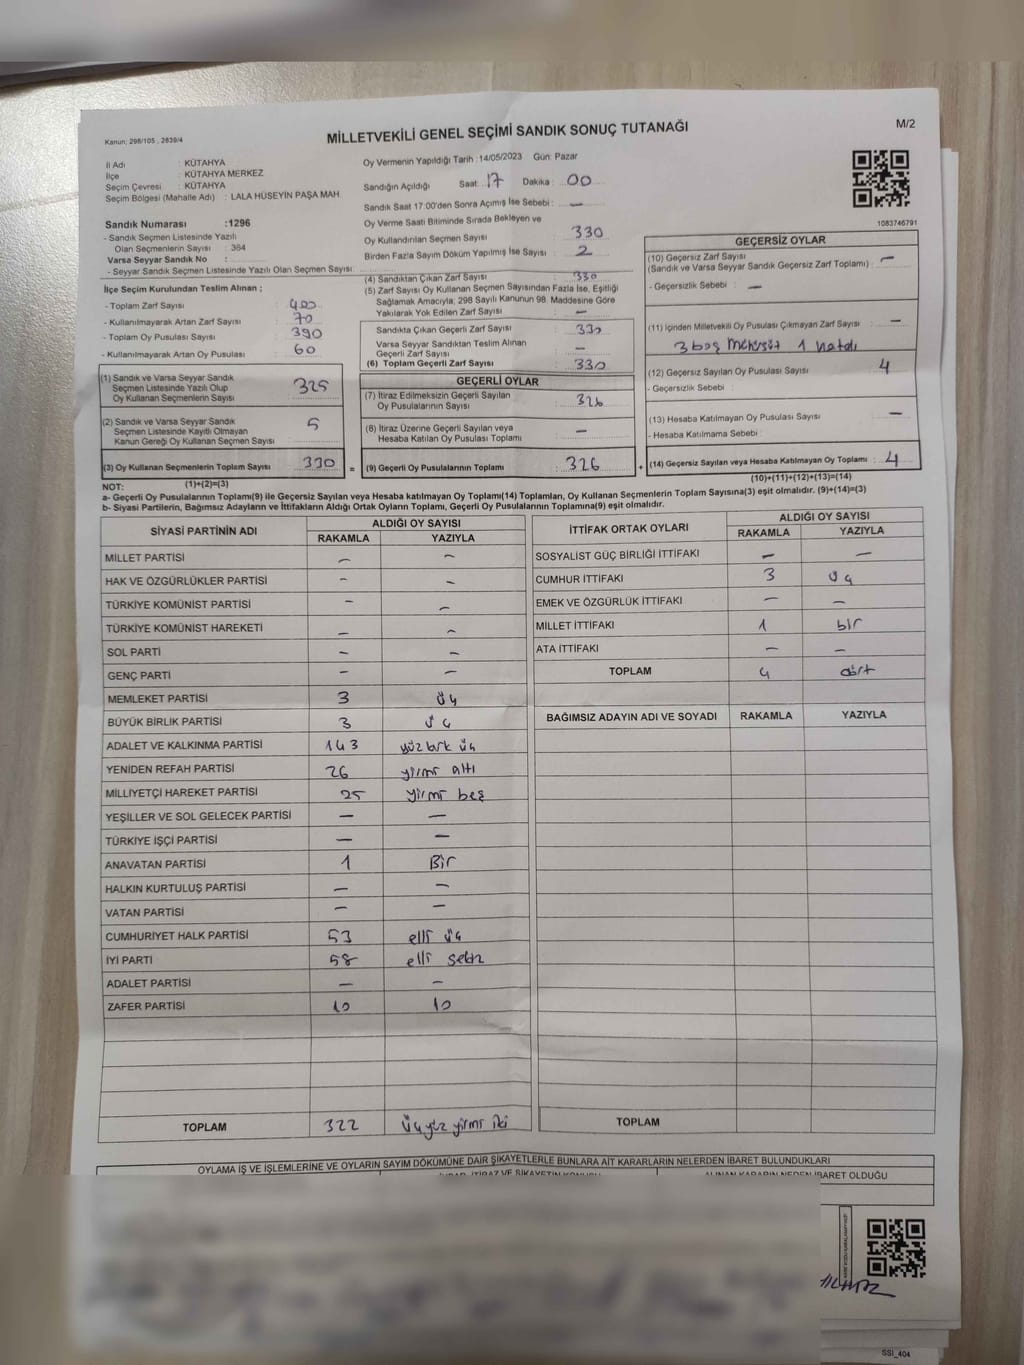 Kanun: 298/105 , 2839/4
MİLLETVEKİLİ GENEL SEÇİMİ SANDIK SONUÇ TUTANAĞI
M/2
İl Adı : KÜTAHYA
İlçe : KÜTAHYA MERKEZ
Seçim Çevresi : KÜTAHYA
Seçim Bölgesi (Mahalle Adı) : LALA HÜSEYİN PAŞA MAH
Oy Vermenin Yapıldığı Tarih : 14/05/2023 Gün: Pazar
Sandığın Açıldığı Saat : 17 Dakika : 00
Sandık Saat 17:00'den Sonra Açımış İse Sebebi : —
Sandık Numarası :1296
- Sandık Seçmen Listesinde Yazılı
Olan Seçmenlerin Sayısı : 364
Varsa Seyyar Sandık No :
- Seyyar Sandık Seçmen Listesinde Yazılı Olan Seçmen Sayısı:
Oy Verme Saati Bitiminde Sırada Bekleyen ve
Oy Kullandırılan Seçmen Sayısı : 330
Birden Fazla Sayım Döküm Yapılmış İse Sayısı : 2
1083746791
İlçe Seçim Kurulundan Teslim Alınan ;
- Toplam Zarf Sayısı : 400
- Kullanılmayarak Artan Zarf Sayısı : 70
- Toplam Oy Pusulası Sayısı : 390
- Kullanılmayarak Artan Oy Pusulası : 60
(4) Sandıktan Çıkan Zarf Sayısı : 330
(5) Zarf Sayısı Oy Kullanan Seçmen Sayısından Fazla İse, Eşitliği
Sağlamak Amacıyla, 298 Sayılı Kanunun 98. Maddesine Göre
Yakılarak Yok Edilen Zarf Sayısı : —
Sandıkta Çıkan Geçerli Zarf Sayısı : 330
Varsa Seyyar Sandıktan Teslim Alınan
Geçerli Zarf Sayısı : —
(6) Toplam Geçerli Zarf Sayısı : 330
GEÇERSİZ OYLAR
(10) Geçersiz Zarf Sayısı
(Sandık ve Varsa Seyyar Sandık Geçersiz Zarf Toplamı) : —
- Geçersizlik Sebebi : —
(11) İçinden Milletvekili Oy Pusulası Çıkmayan Zarf Sayısı : —
3 boş 1 hatalı
(12) Geçersiz Sayılan Oy Pusulası Sayısı : 4
- Geçersizlik Sebebi :
(13) Hesaba Katılmayan Oy Pusulası Sayısı : —
- Hesaba Katılmama Sebebi :
(14) Geçersiz Sayılan veya Hesaba Katılmayan Oy Toplamı : 4
(10)+(11)+(12)+(13)=(14)
(1) Sandık ve Varsa Seyyar Sandık
Seçmen Listesinde Yazılı Olup
Oy Kullanan Seçmenlerin Sayısı : 325
(2) Sandık ve Varsa Seyyar Sandık
Seçmen Listesinde Kayıtlı Olmayan
Kanun Gereği Oy Kullanan Seçmen Sayısı : 5
(3) Oy Kullanan Seçmenlerin Toplam Sayısı : 330 =
(1)+(2)=(3)
GEÇERLİ OYLAR
(7) İtiraz Edilmeksizin Geçerli Sayılan
Oy Pusulalarının Sayısı : 326
(8) İtiraz Üzerine Geçerli Sayılan veya
Hesaba Katılan Oy Pusulası Toplamı : —
(9) Geçerli Oy Pusulalarının Toplamı : 326 +
NOT:
a- Geçerli Oy Pusulalarının Toplamı(9) ile Geçersiz Sayılan veya Hesaba katılmayan Oy Toplamı(14) Toplamları, Oy Kullanan Seçmenlerin Toplam Sayısına(3) eşit olmalıdır. (9)+(14)=(3)
b- Siyasi Partilerin, Bağımsız Adayların ve İttifakların Aldığı Ortak Oyların Toplamı, Geçerli Oy Pusulalarının Toplamına(9) eşit olmalıdır.
SİYASİ PARTİNİN ADI ALDIĞI OY SAYISI
RAKAMLA YAZIYLA
MİLLET PARTİSİ — —
HAK VE ÖZGÜRLÜKLER PARTİSİ — —
TÜRKİYE KOMÜNİST PARTİSİ — —
TÜRKİYE KOMÜNİST HAREKETİ — —
SOL PARTİ — —
GENÇ PARTİ — —
MEMLEKET PARTİSİ 3 üç
BÜYÜK BİRLİK PARTİSİ 3 üç
ADALET VE KALKINMA PARTİSİ 143 yüz kırk üç
YENİDEN REFAH PARTİSİ 26 yirmi altı
MİLLİYETÇİ HAREKET PARTİSİ 25 yirmi beş
YEŞİLLER VE SOL GELECEK PARTİSİ — —
TÜRKİYE İŞÇİ PARTİSİ — —
ANAVATAN PARTİSİ 1 Bir
HALKIN KURTULUŞ PARTİSİ — —
VATAN PARTİSİ — —
CUMHURİYET HALK PARTİSİ 53 elli üç
İYİ PARTİ 58 elli sekiz
ADALET PARTİSİ — —
ZAFER PARTİSİ 10 10
TOPLAM 322 üçyüz yirmi iki
İTTİFAK ORTAK OYLARI ALDIĞI OY SAYISI
RAKAMLA YAZIYLA
SOSYALİST GÜÇ BİRLİĞİ İTTİFAKI — —
CUMHUR İTTİFAKI 3 üç
EMEK VE ÖZGÜRLÜK İTTİFAKI — —
MİLLET İTTİFAKI 1 bir
ATA İTTİFAKI — —
TOPLAM 4 dört
BAĞIMSIZ ADAYIN ADI VE SOYADI RAKAMLA YAZIYLA
TOPLAM
OYLAMA İŞ VE İŞLEMLERİNE VE OYLARIN SAYIM DÖKÜMÜNE DAİR ŞİKAYETLERLE BUNLARA AİT KARARLARIN NELERDEN İBARET BULUNDUKLARI
ALINAN KARARIN NEDEN İBARET OLDUĞU
SSİ_404